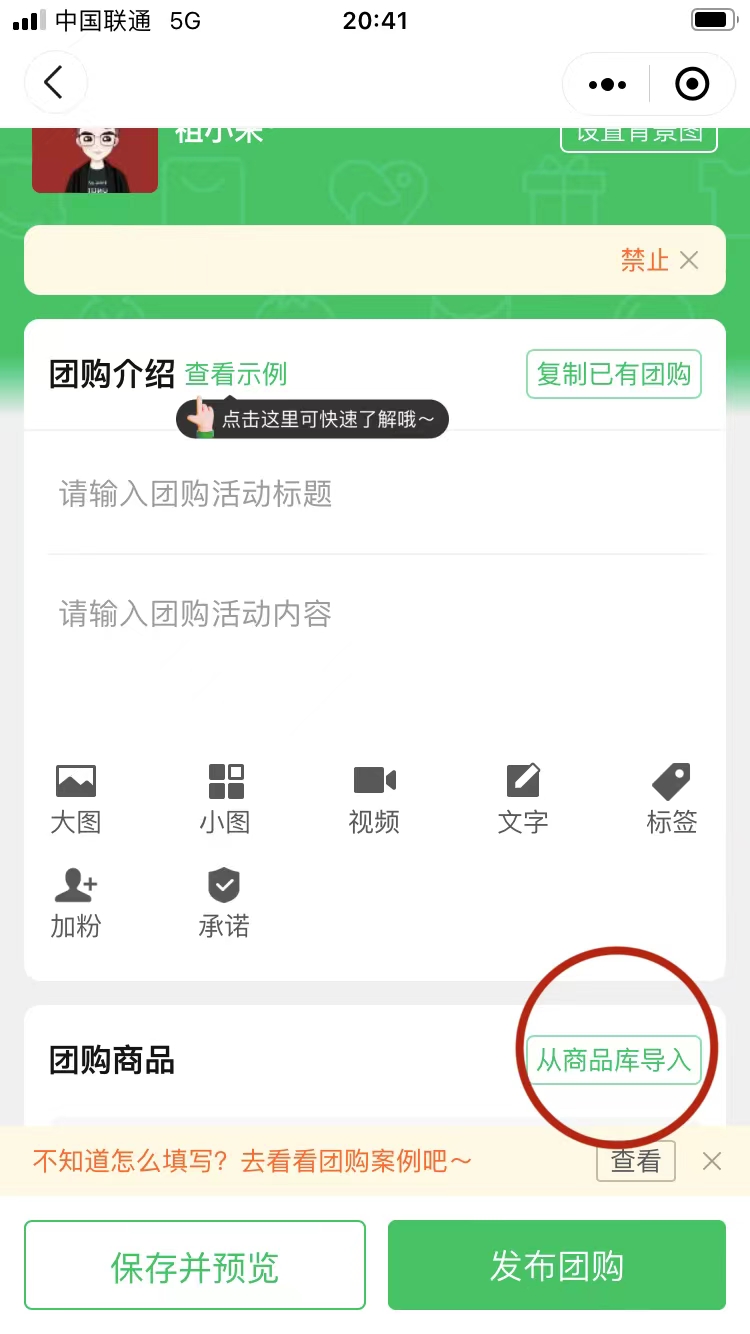 中国联通 5G 20:41
设置背景图
禁止
团购介绍 查看示例 复制已有团购
点击这里可快速了解哦～
请输入团购活动标题
请输入团购活动内容
大图 小图 视频 文字 标签
加粉 承诺
团购商品 从商品库导入
不知道怎么填写？去看看团购案例吧～ 查看
保存并预览 发布团购